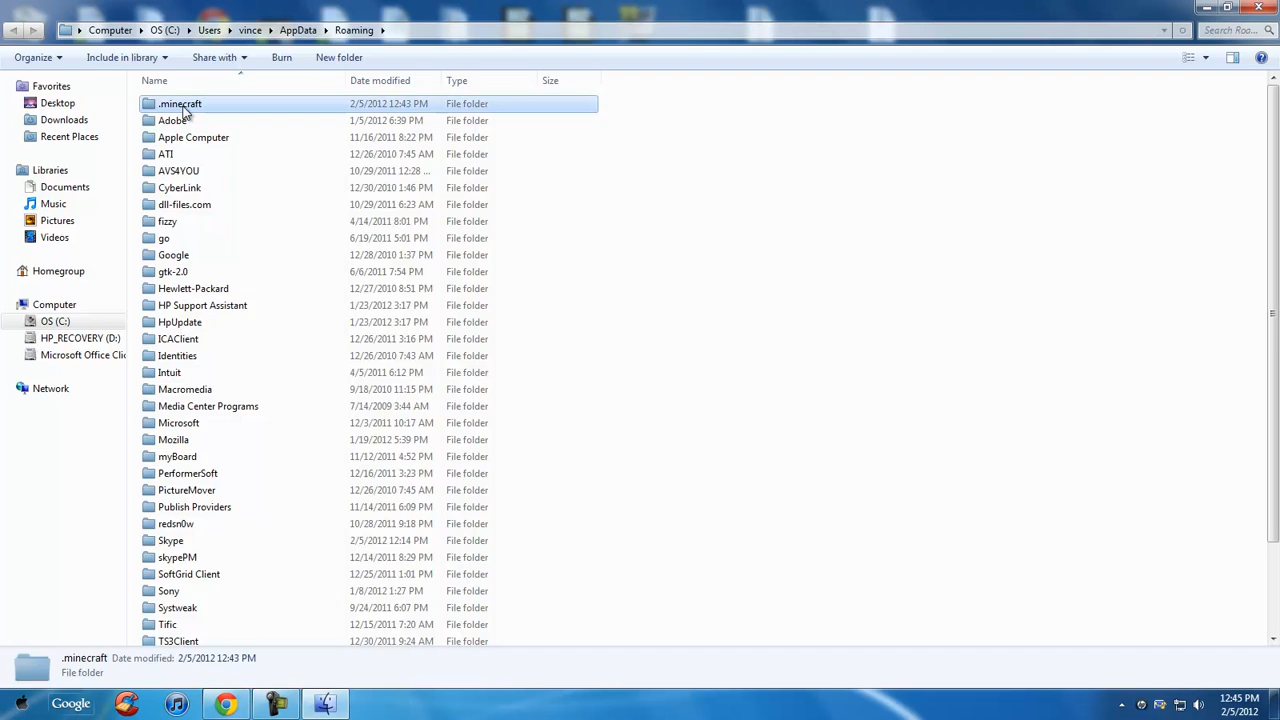 Computer OS (C:) Users vince AppData Roaming Search Roa...
Organize Include in library Share with Burn New folder
Name Date modified Type Size
Favorites
Desktop
Downloads
Recent Places
Libraries
Documents
Music
Pictures
Videos
Homegroup
Computer
OS (C:)
HP_RECOVERY (D:)
Microsoft Office Clic
Network
.minecraft 2/5/2012 12:43 PM File folder
Adobe 1/5/2012 6:39 PM File folder
Apple Computer 11/16/2011 8:22 PM File folder
ATI 12/26/2010 7:45 AM File folder
AVS4YOU 10/29/2011 12:28 ... File folder
CyberLink 12/30/2010 1:46 PM File folder
dll-files.com 10/29/2011 6:23 AM File folder
fizzy 4/14/2011 8:01 PM File folder
go 6/19/2011 5:01 PM File folder
Google 12/28/2010 1:37 PM File folder
gtk-2.0 6/6/2011 7:54 PM File folder
Hewlett-Packard 12/27/2010 8:51 PM File folder
HP Support Assistant 1/23/2012 3:17 PM File folder
HpUpdate 1/23/2012 3:17 PM File folder
ICAClient 12/26/2011 3:16 PM File folder
Identities 12/26/2010 7:43 AM File folder
Intuit 4/5/2011 6:12 PM File folder
Macromedia 9/18/2010 11:15 PM File folder
Media Center Programs 7/14/2009 3:44 AM File folder
Microsoft 12/3/2011 10:17 AM File folder
Mozilla 1/19/2012 5:39 PM File folder
myBoard 11/12/2011 4:52 PM File folder
PerformerSoft 12/16/2011 3:23 PM File folder
PictureMover 12/26/2010 7:45 AM File folder
Publish Providers 11/14/2011 6:09 PM File folder
redsn0w 10/28/2011 9:18 PM File folder
Skype 2/5/2012 12:14 PM File folder
skypePM 12/14/2011 8:29 PM File folder
SoftGrid Client 12/25/2011 1:01 PM File folder
Sony 1/8/2012 1:27 PM File folder
Systweak 9/24/2011 6:07 PM File folder
Tific 12/15/2011 7:20 AM File folder
TS3Client 12/30/2011 9:24 AM File folder
.minecraft Date modified: 2/5/2012 12:43 PM
File folder
Google
12:45 PM
2/5/2012